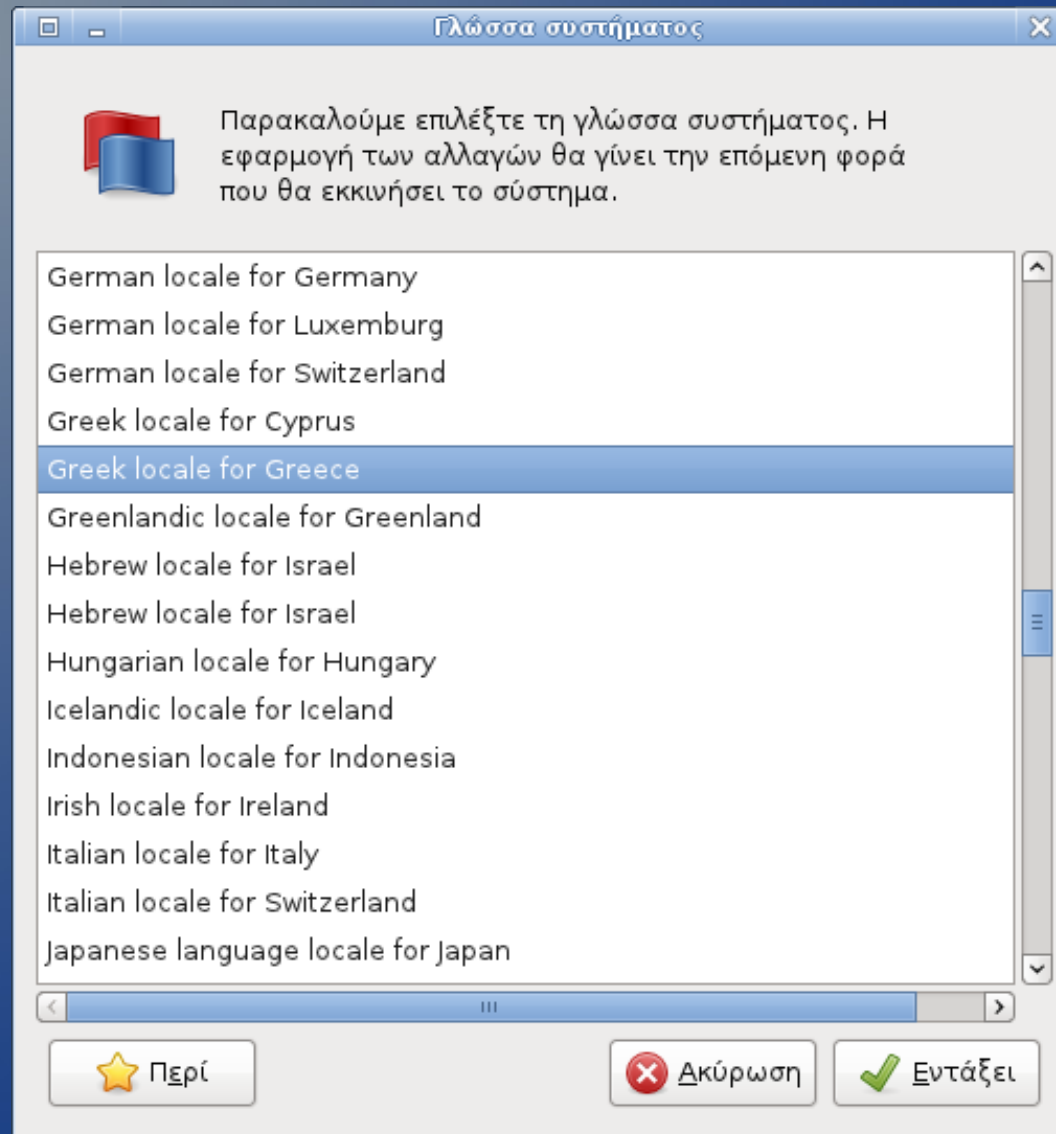 Γλώσσα συστήματος
Παρακαλούμε επιλέξτε τη γλώσσα συστήματος. Η
εφαρμογή των αλλαγών θα γίνει την επόμενη φορά
που θα εκκινήσει το σύστημα.
German locale for Germany
German locale for Luxemburg
German locale for Switzerland
Greek locale for Cyprus
Greek locale for Greece
Greenlandic locale for Greenland
Hebrew locale for Israel
Hebrew locale for Israel
Hungarian locale for Hungary
Icelandic locale for Iceland
Indonesian locale for Indonesia
Irish locale for Ireland
Italian locale for Italy
Italian locale for Switzerland
Japanese language locale for Japan
Περί
Ακύρωση
Εντάξει